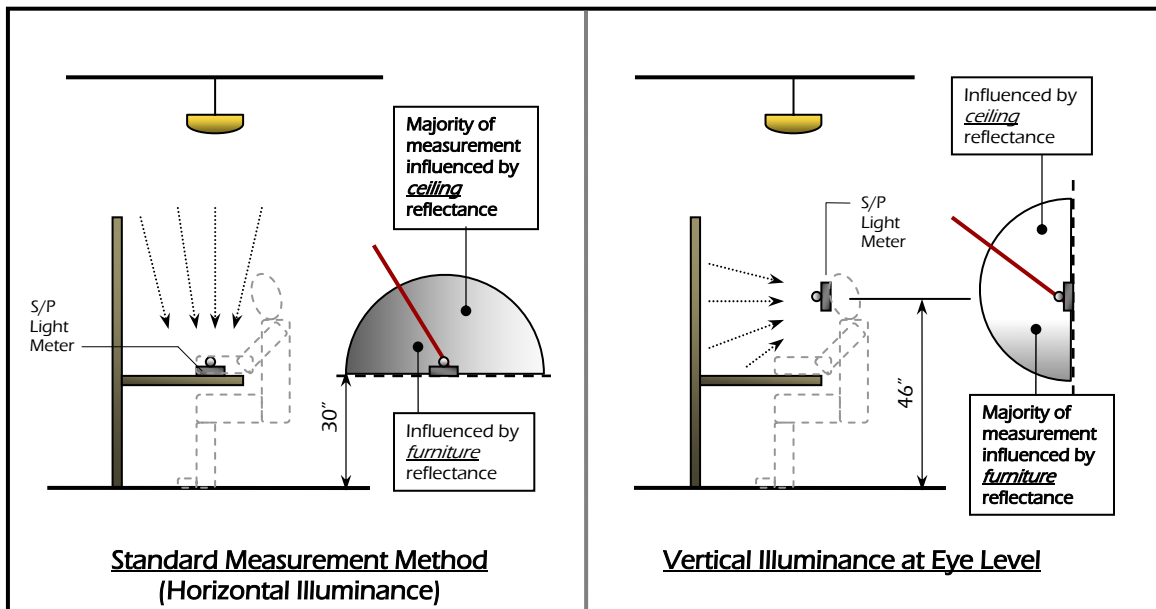 Majority of
measurement
influenced by
ceiling
reflectance
S/P
Light
Meter
30”
Influenced by
furniture
reflectance
Standard Measurement Method
(Horizontal Illuminance)
Influenced by
ceiling
reflectance
S/P
Light
Meter
46”
Majority of
measurement
influenced by
furniture
reflectance
Vertical Illuminance at Eye Level